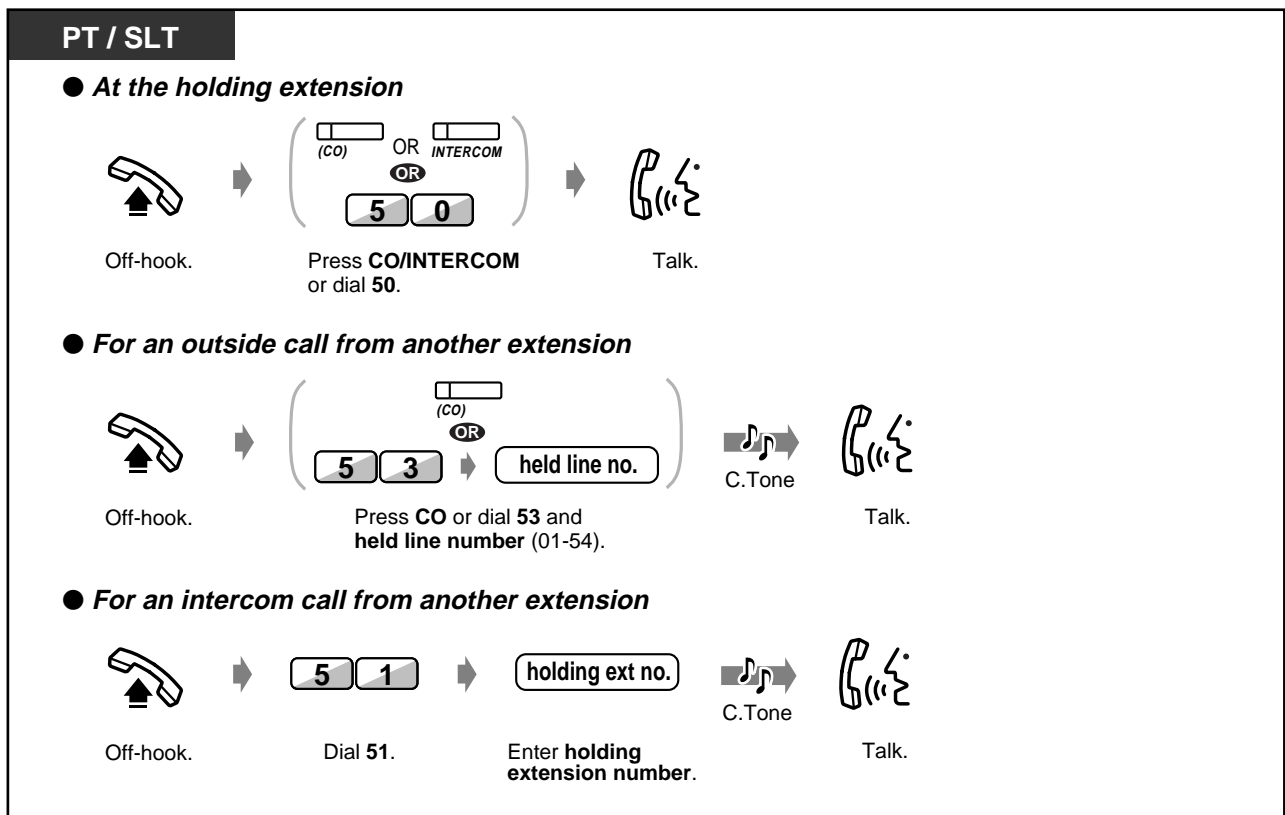 PT / SLT
● At the holding extension
(CO) OR INTERCOM
OR
5 0
Off-hook. Press CO/INTERCOM Talk.
or dial 50.
● For an outside call from another extension
(CO)
OR
5 3 held line no.
C.Tone
Off-hook. Press CO or dial 53 and Talk.
held line number (01-54).
● For an intercom call from another extension
5 1 holding ext no.
C.Tone
Off-hook. Dial 51. Enter holding Talk.
extension number.